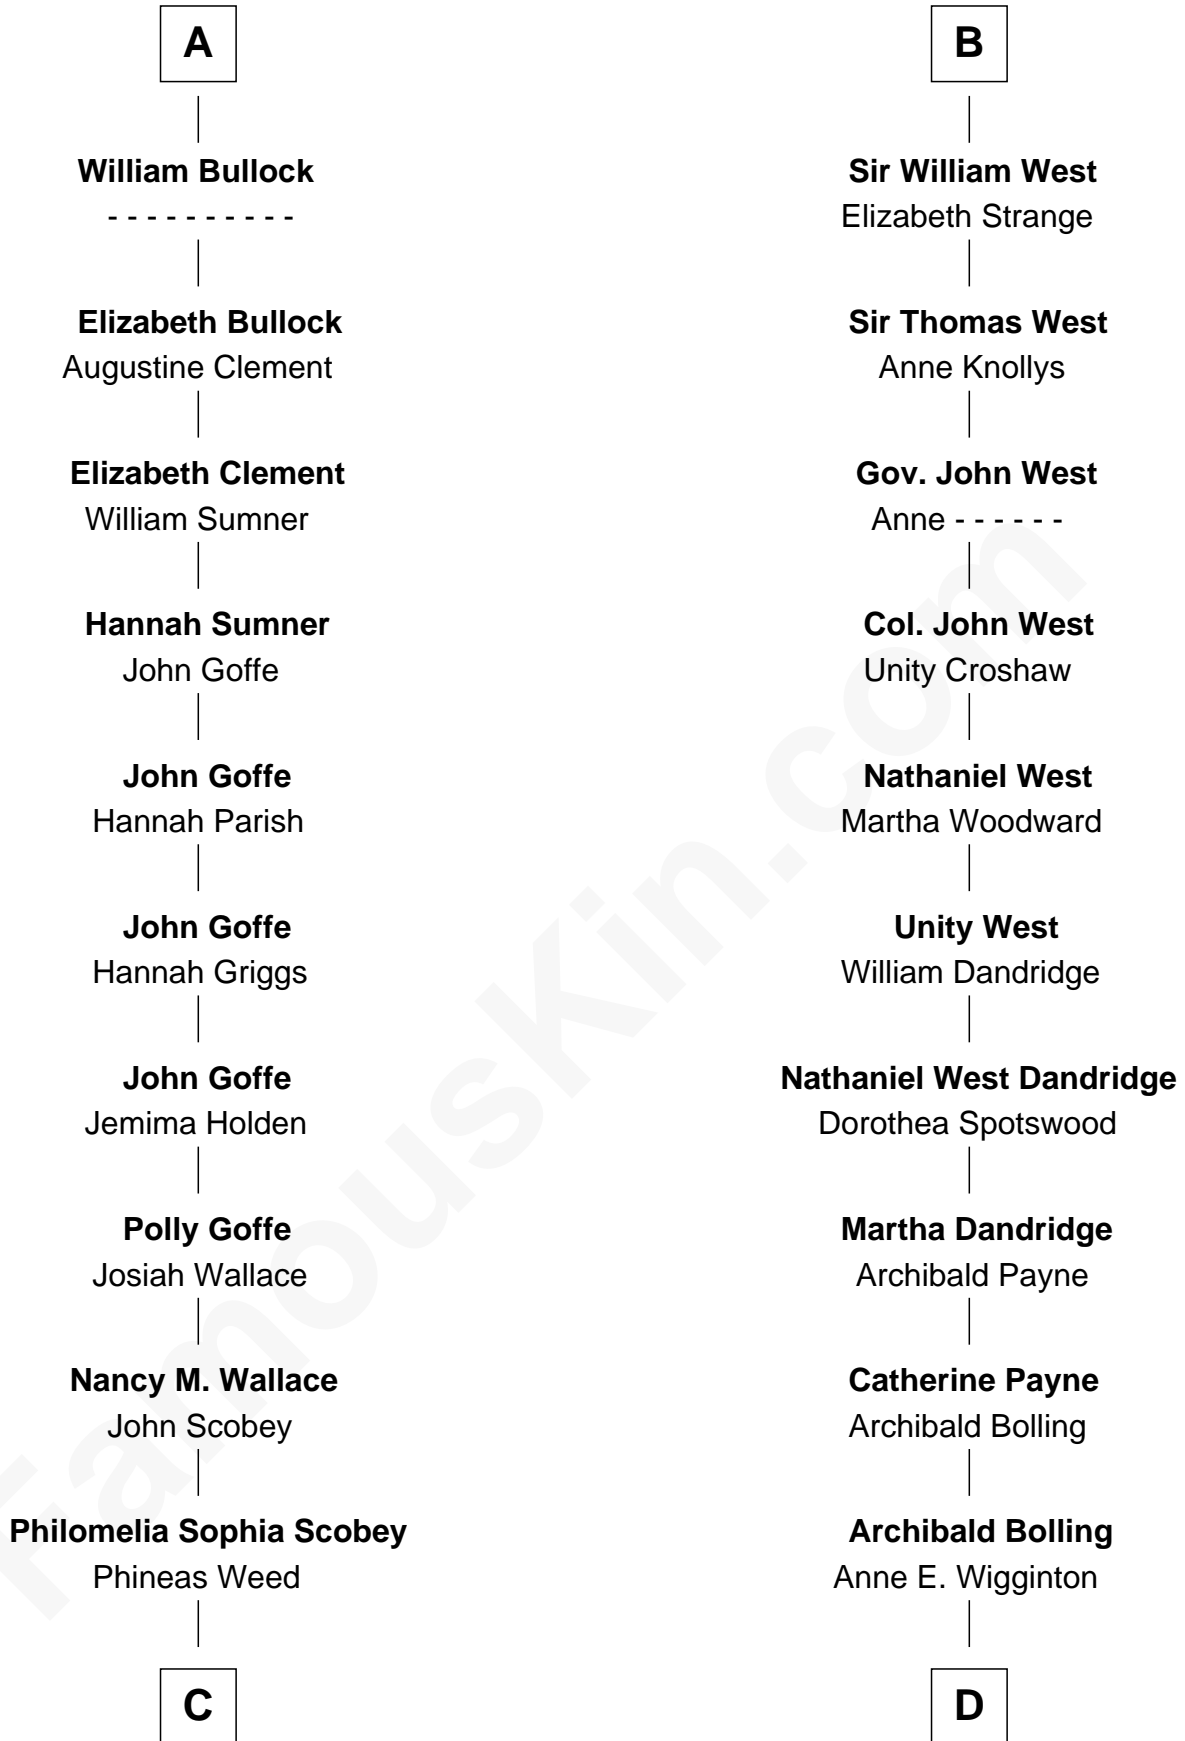 A
William Bullock
- - - - - - - - - -
Elizabeth Bullock
Augustine Clement
Elizabeth Clement
William Sumner
Hannah Sumner
John Goffe
John Goffe
Hannah Parish
John Goffe
Hannah Griggs
John Goffe
Jemima Holden
Polly Goffe
Josiah Wallace
Nancy M. Wallace
John Scobey
Philomelia Sophia Scobey
Phineas Weed
C
B
Sir William West
Elizabeth Strange
Sir Thomas West
Anne Knollys
Gov. John West
Anne - - - - - -
Col. John West
Unity Croshaw
Nathaniel West
Martha Woodward
Unity West
William Dandridge
Nathaniel West Dandridge
Dorothea Spotswood
Martha Dandridge
Archibald Payne
Catherine Payne
Archibald Bolling
Archibald Bolling
Anne E. Wigginton
D
FamousKin.com